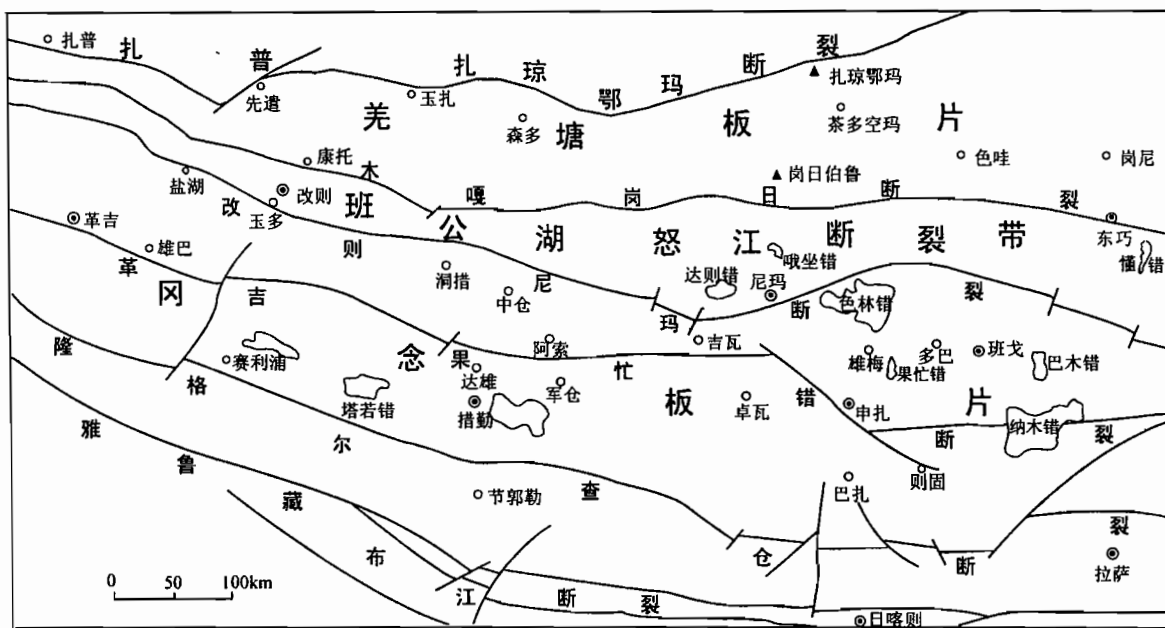 扎普
扎普扎琼鄂玛断裂
扎琼鄂玛
先遣
玉扎
森多
茶多空玛
羌塘板片
色哇
岗尼
康托
岗日伯鲁
盐湖
改则
玉多
木嘎岗日断裂
班公湖怒江断裂带
东巧
懂错
革吉
雄巴
洞措
中仓
达则错
尼玛
哦坐错
色林错
改则尼玛断裂
吉瓦
阿索
赛利浦
塔若错
达雄
措勤
军仓
卓瓦
雄梅
果忙错
多巴
班戈
巴木错
申扎
纳木错
革吉果忙错断裂
冈念板片
则固
巴扎
节郭勒
隆格尔查仓断裂
拉萨
雅鲁藏布江断裂
日喀则
0 50 100km